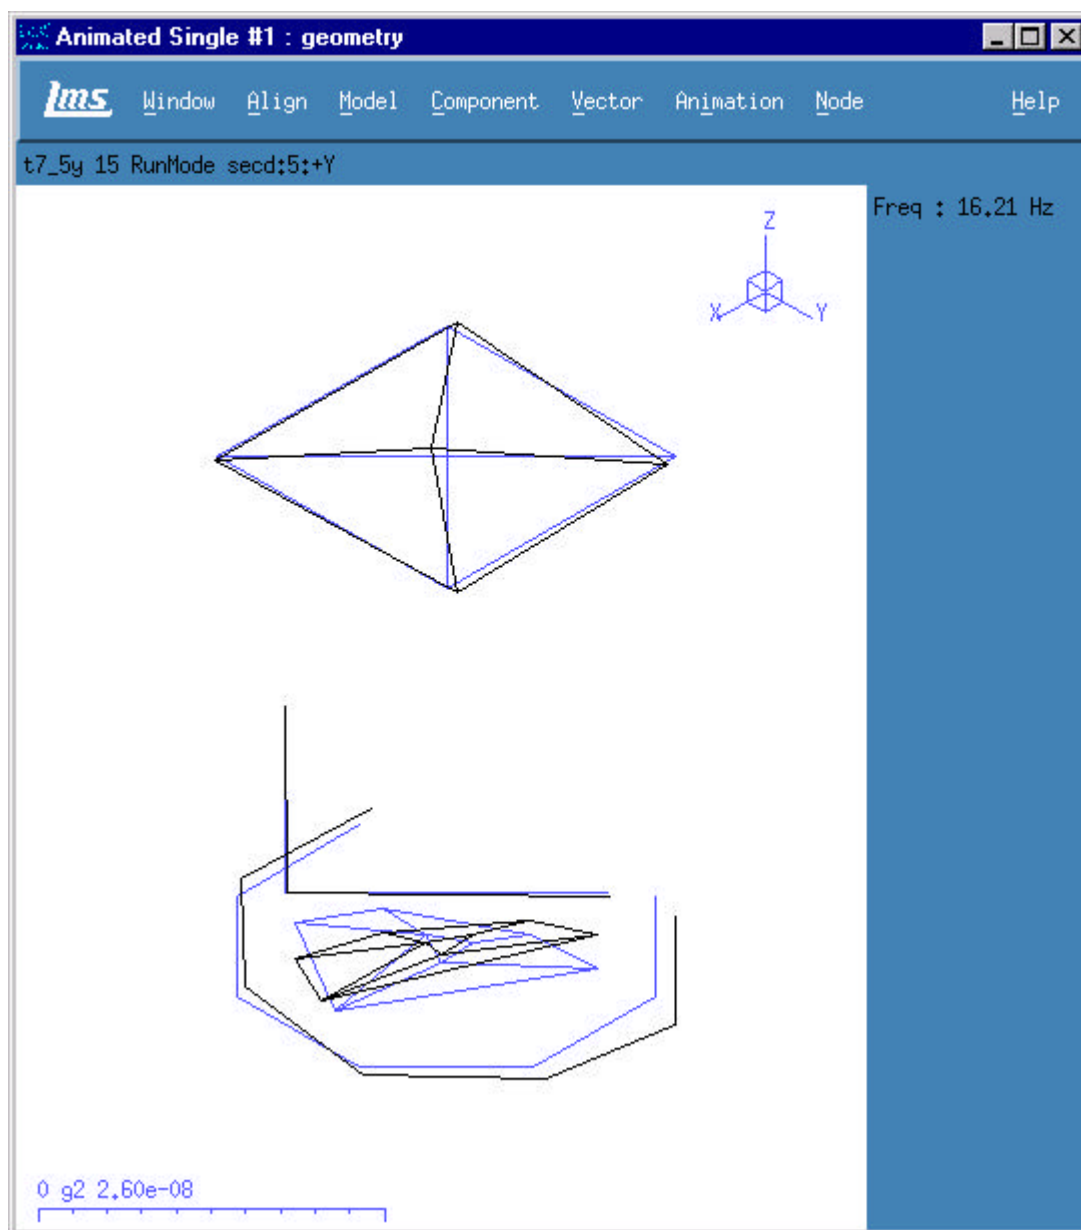 Animated Single #1 : geometry
lms Window Align Model Component Vector Animation Node Help
t7_5y 15 RunMode secd:5:+Y
Freq : 16.21 Hz
Z
X Y
0 g2 2.60e-08